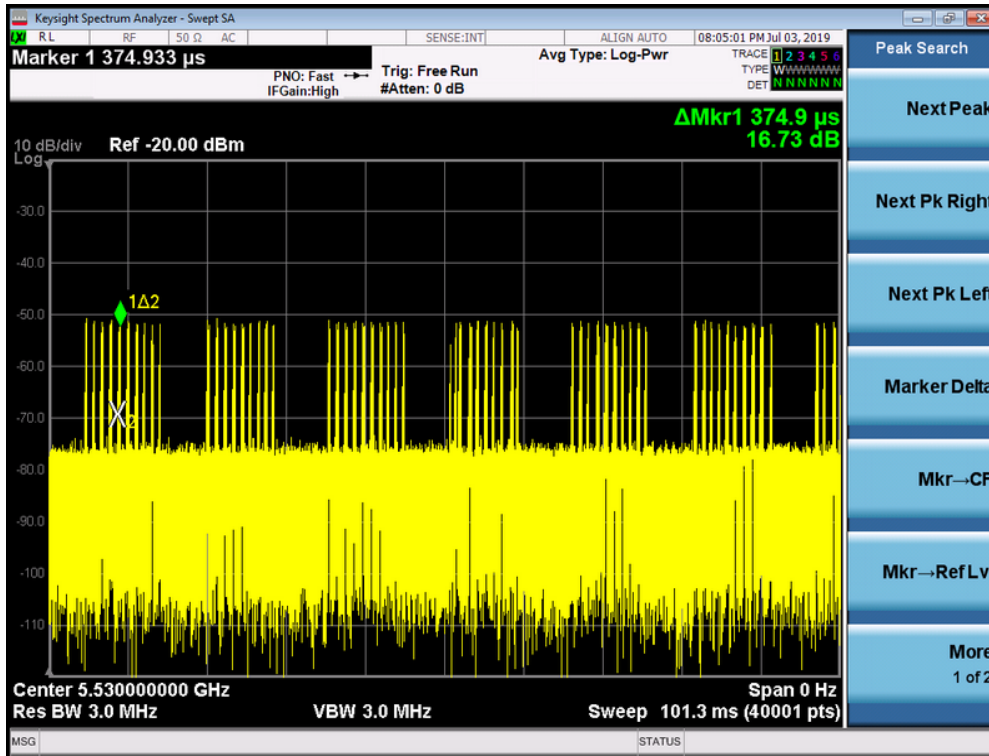 Keysight Spectrum Analyzer - Swept SA
LXI RL RF 50 Ω AC SENSE:INT ALIGN AUTO 08:05:01 PM Jul 03, 2019
Marker 1 374.933 µs
PNO: Fast
IFGain:High
Trig: Free Run
#Atten: 0 dB
Avg Type: Log-Pwr
TRACE 1 2 3 4 5 6
TYPE WWWWWW
DET N N N N N N
ΔMkr1 374.9 µs
16.73 dB
10 dB/div Ref -20.00 dBm
Log
-30.0
-40.0
1Δ2
-50.0
-60.0
-70.0
2
-80.0
-90.0
-100
-110
Center 5.530000000 GHz Span 0 Hz
Res BW 3.0 MHz VBW 3.0 MHz Sweep 101.3 ms (40001 pts)
MSG STATUS
Peak Search
Next Peak
Next Pk Right
Next Pk Left
Marker Delta
Mkr→CF
Mkr→Ref Lv
More
1 of 2